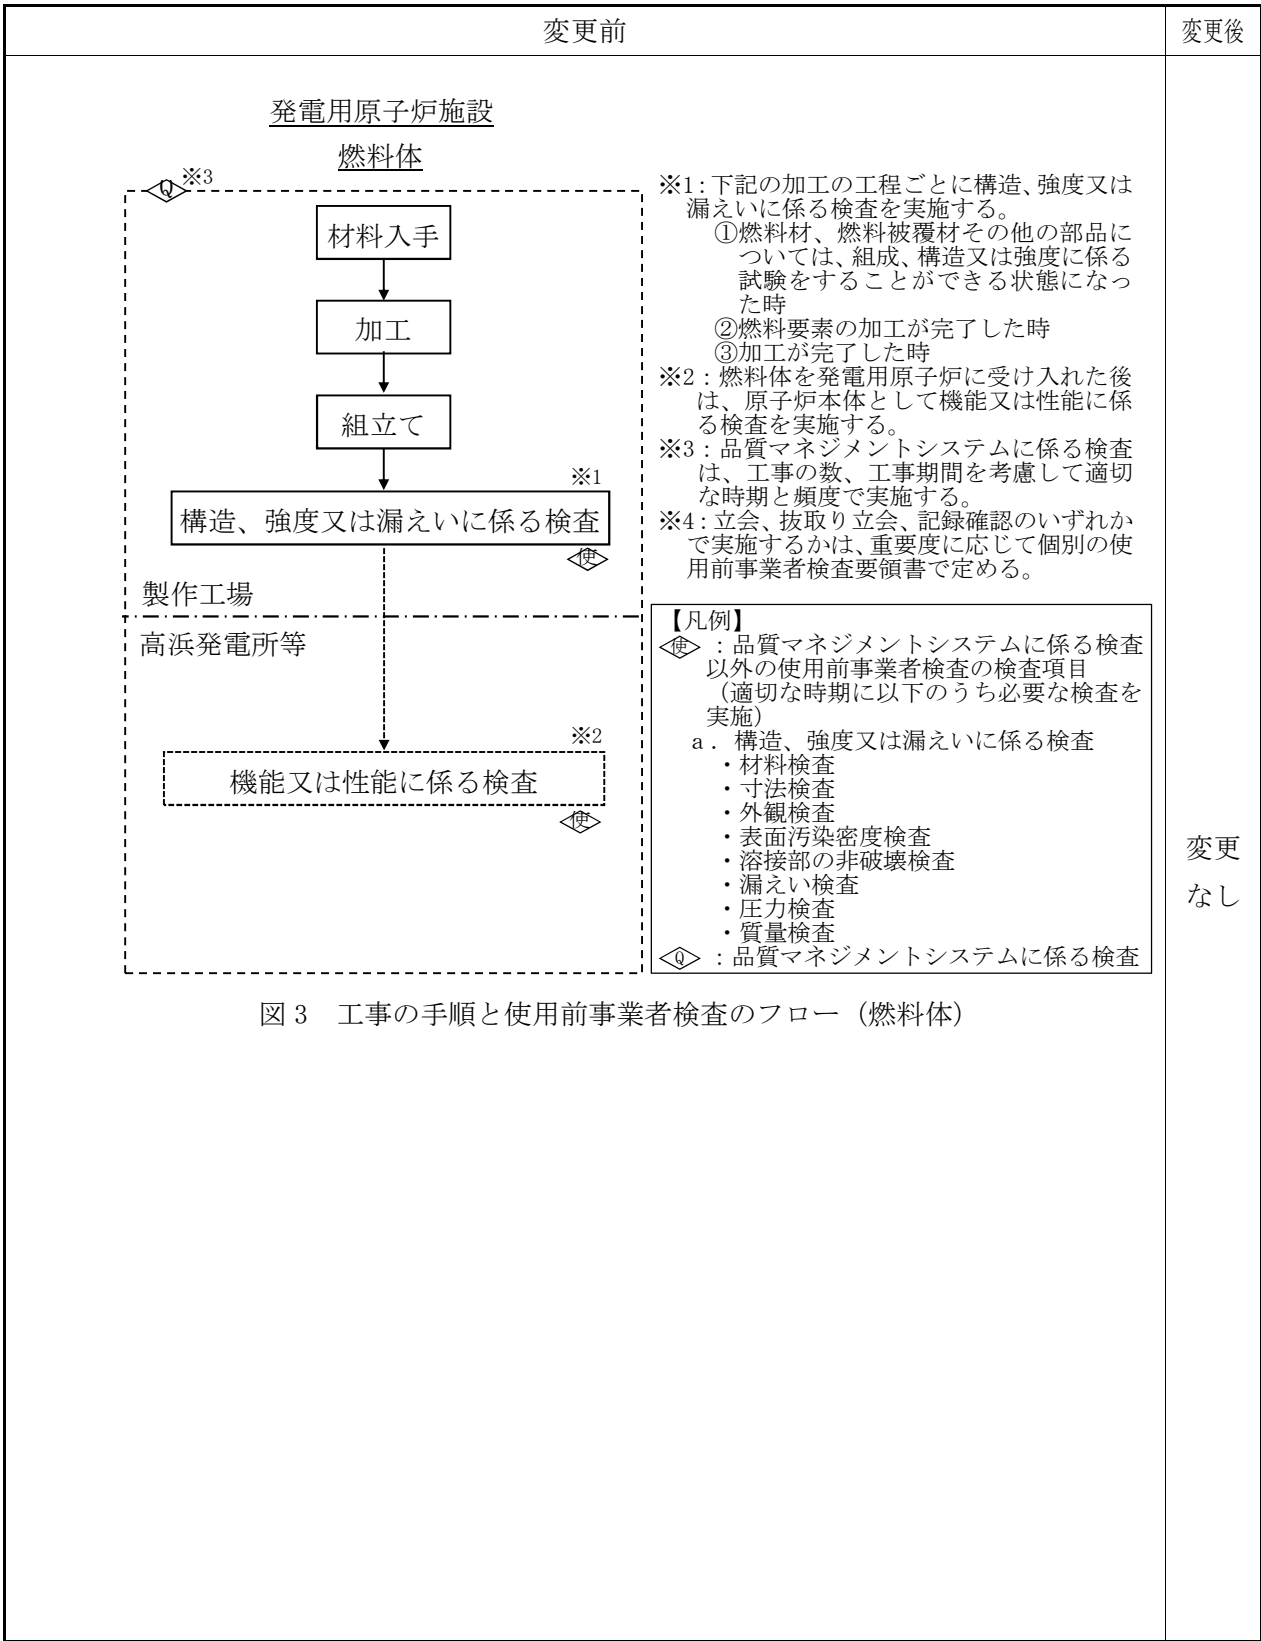 変更前
変更後
発電用原子炉施設
燃料体
Q
※3
材料入手
加工
組立て
※1
構造、強度又は漏えいに係る検査
使
製作工場
高浜発電所等
※2
機能又は性能に係る検査
使
※1：下記の加工の工程ごとに構造、強度又は
漏えいに係る検査を実施する。
①燃料材、燃料被覆材その他の部品に
ついては、組成、構造又は強度に係る
試験をすることができる状態になっ
た時
②燃料要素の加工が完了した時
③加工が完了した時
※2：燃料体を発電用原子炉に受け入れた後
は、原子炉本体として機能又は性能に係
る検査を実施する。
※3：品質マネジメントシステムに係る検査
は、工事の数、工事期間を考慮して適切
な時期と頻度で実施する。
※4：立会、抜取り立会、記録確認のいずれか
で実施するかは、重要度に応じて個別の使
用前事業者検査要領書で定める。
【凡例】
使：品質マネジメントシステムに係る検査
以外の使用前事業者検査の検査項目
（適切な時期に以下のうち必要な検査を
実施）
a．構造、強度又は漏えいに係る検査
・材料検査
・寸法検査
・外観検査
・表面汚染密度検査
・溶接部の非破壊検査
・漏えい検査
・圧力検査
・質量検査
Q：品質マネジメントシステムに係る検査
図3　工事の手順と使用前事業者検査のフロー（燃料体）
変更
なし